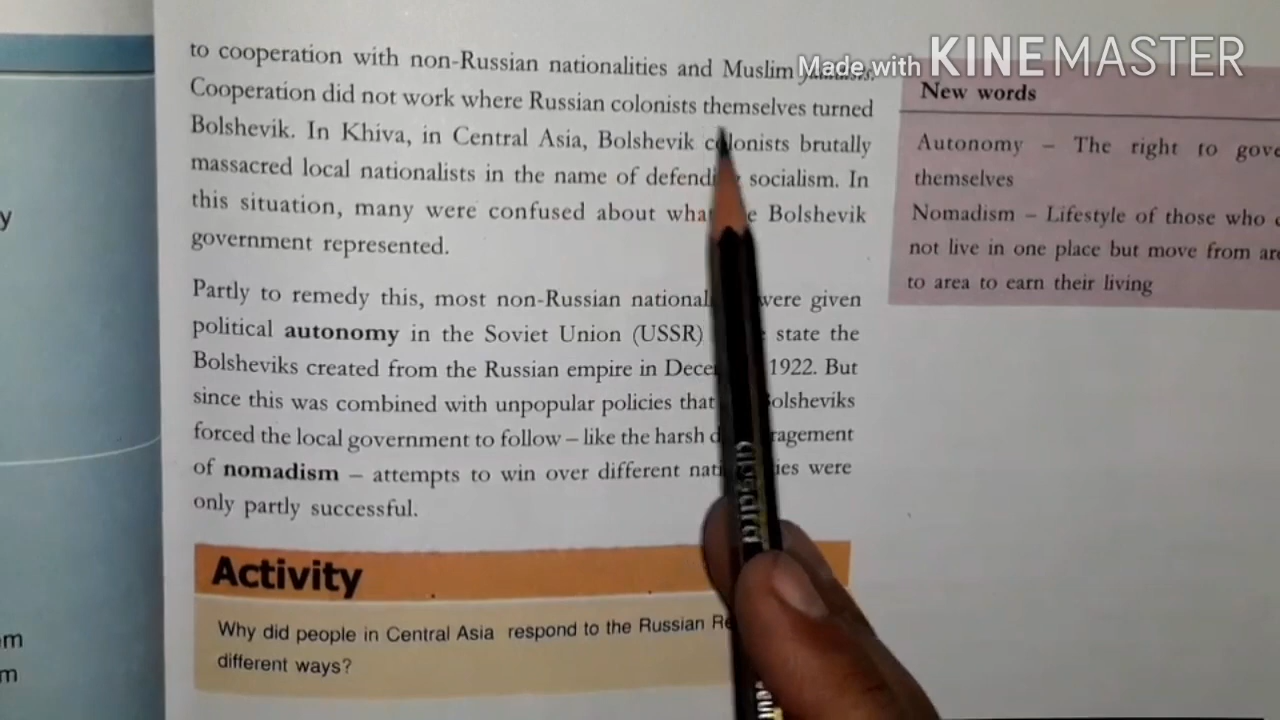 Made with KINEMASTER
to cooperation with non-Russian nationalities and Muslim
Cooperation did not work where Russian colonists themselves turned
Bolshevik. In Khiva, in Central Asia, Bolshevik colonists brutally
massacred local nationalists in the name of defending socialism. In
this situation, many were confused about what Bolshevik
government represented.
Partly to remedy this, most non-Russian were given
political autonomy in the Soviet Union (USSR) state the
Bolsheviks created from the Russian empire in 1922. But
since this was combined with unpopular policies that Bolsheviks
forced the local government to follow – like the harsh
of nomadism – attempts to win over different were
only partly successful.
Activity
Why did people in Central Asia respond to the Russian
different ways?
New words
Autonomy – The right to
themselves
Nomadism – Lifestyle of those who
not live in one place but move from
to area to earn their living
y
m
m
apsara